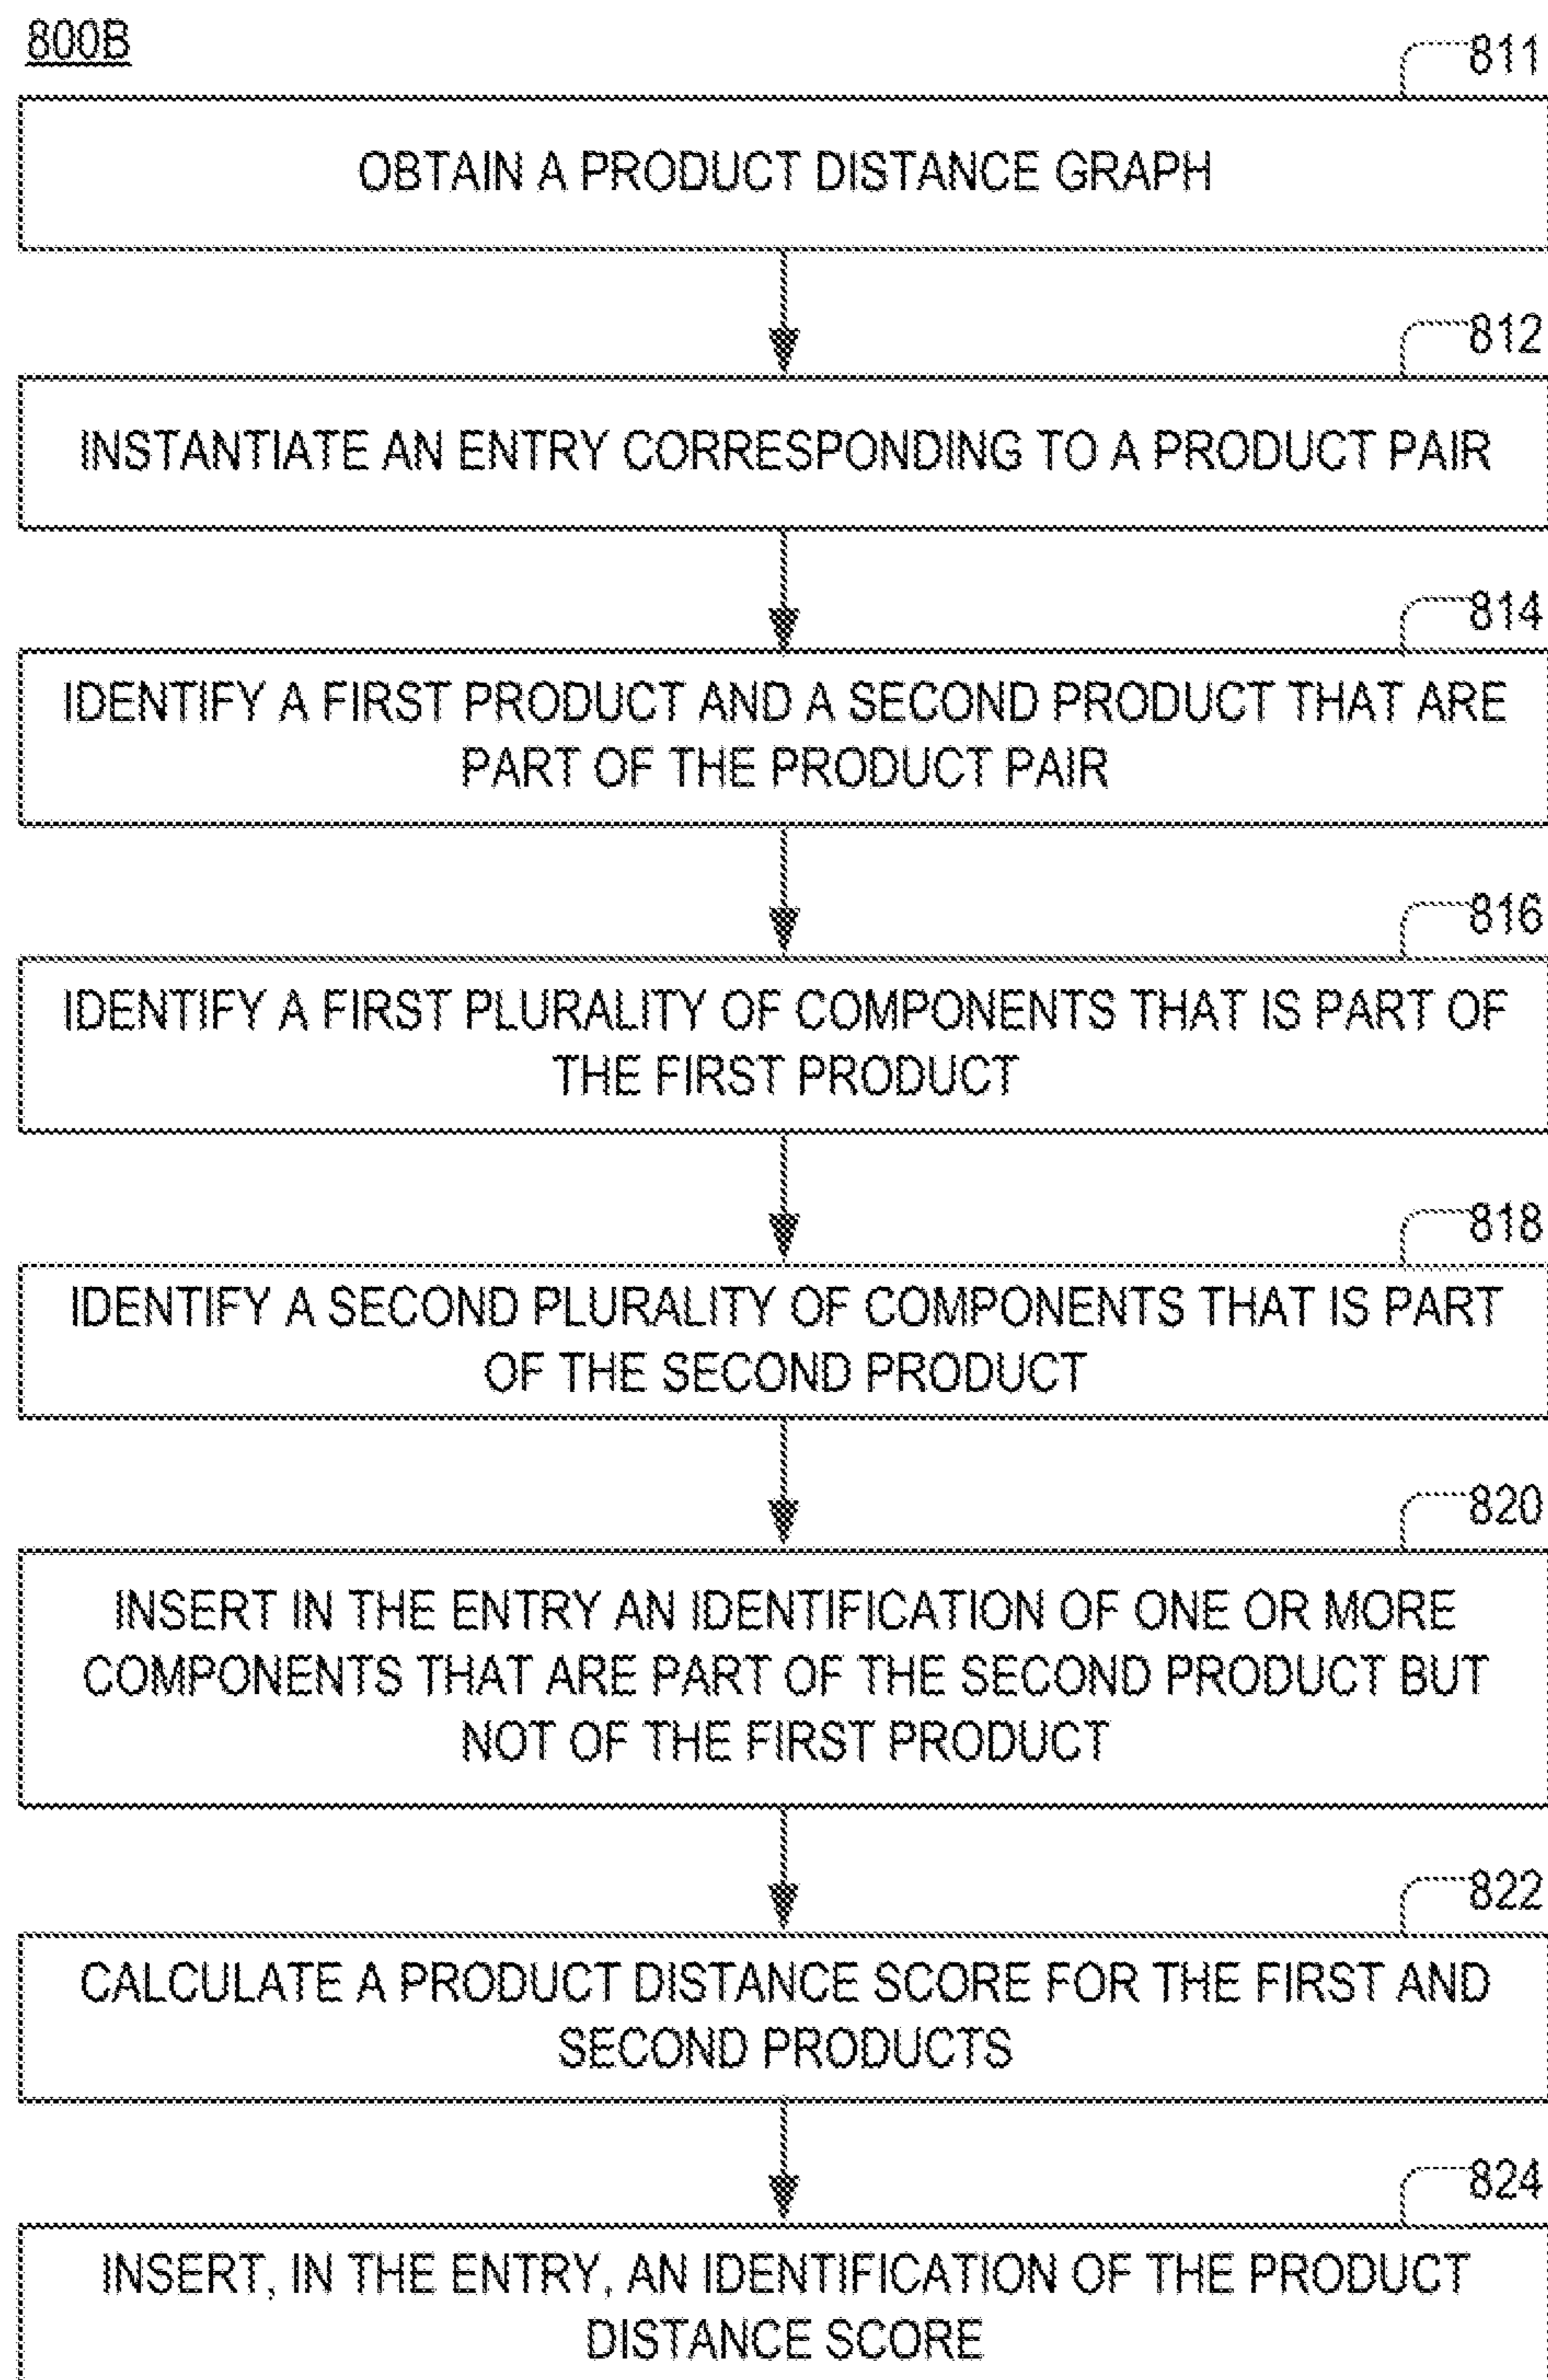 800B
811
OBTAIN A PRODUCT DISTANCE GRAPH
812
INSTANTIATE AN ENTRY CORRESPONDING TO A PRODUCT PAIR
814
IDENTIFY A FIRST PRODUCT AND A SECOND PRODUCT THAT ARE
PART OF THE PRODUCT PAIR
816
IDENTIFY A FIRST PLURALITY OF COMPONENTS THAT IS PART OF
THE FIRST PRODUCT
818
IDENTIFY A SECOND PLURALITY OF COMPONENTS THAT IS PART
OF THE SECOND PRODUCT
820
INSERT IN THE ENTRY AN IDENTIFICATION OF ONE OR MORE
COMPONENTS THAT ARE PART OF THE SECOND PRODUCT BUT
NOT OF THE FIRST PRODUCT
822
CALCULATE A PRODUCT DISTANCE SCORE FOR THE FIRST AND
SECOND PRODUCTS
824
INSERT, IN THE ENTRY, AN IDENTIFICATION OF THE PRODUCT
DISTANCE SCORE